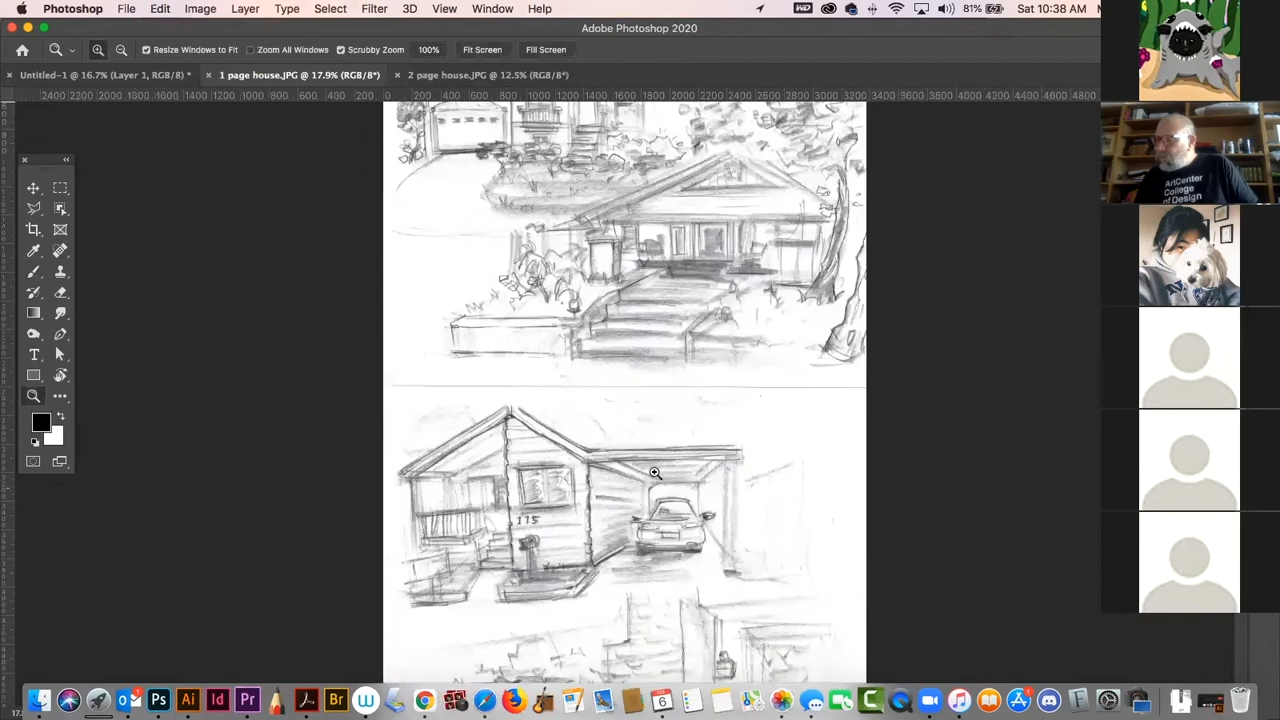 Photoshop File Edit Image Layer Type Select Filter 3D View Window Help 81% Sat 10:38 AM
Adobe Photoshop 2020
Resize Windows to Fit Zoom All Windows Scrubby Zoom 100% Fit Screen Fill Screen
Untitled-1 @ 16.7% (Layer 1, RGB/8) * 1 page house.JPG @ 17.9% (RGB/8*) 2 page house.JPG @ 12.5% (RGB/8*)
2400 2200 2000 1800 1600 1400 1200 1000 800 600 400 200 0 200 400 600 800 1000 1200 1400 1600 1800 2000 2200 2400 2600 2800 3000 3200 3400 3600 3800 4000 4200 4400 4600 4800
ArtCenter
College
of Design
115